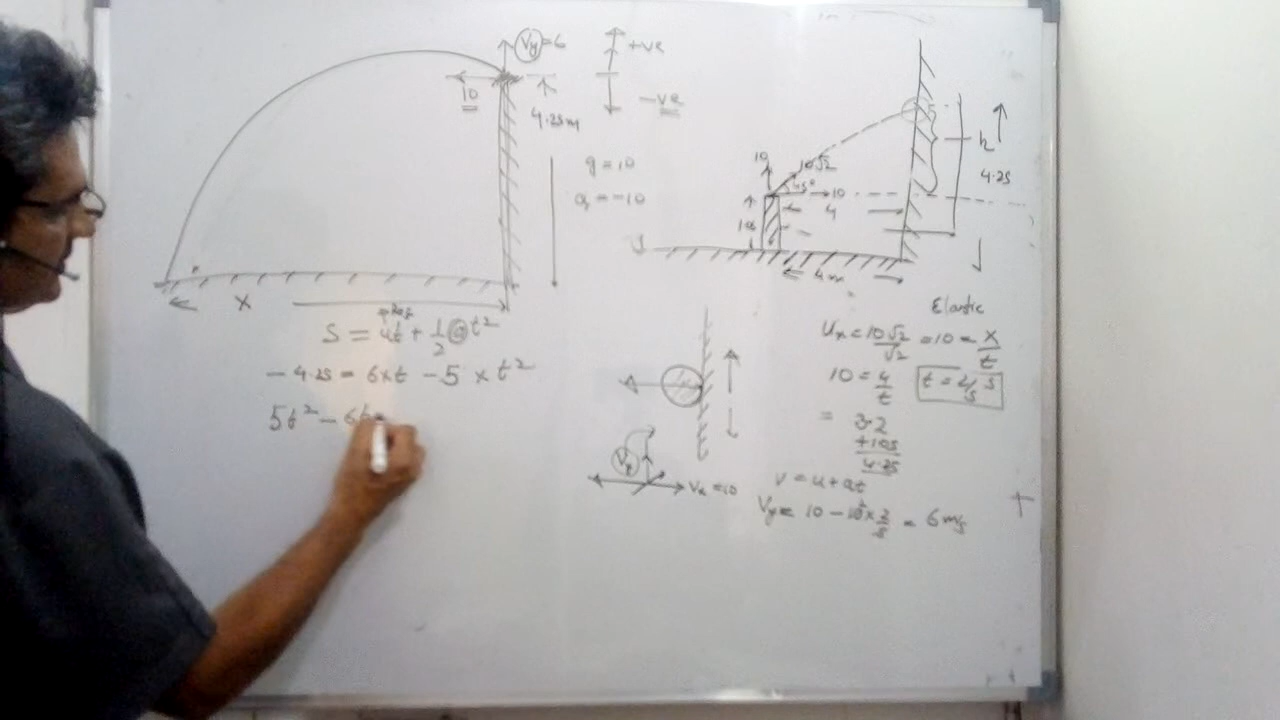 Vy=6
+ve
10
-ve
4.25m
g=10
a=-10
x
S = ut + 1/2 a t²
-4.25 = 6×t - 5 × t²
5t² - 6t
10
10√2
45°
10
4
h
4.25
4m
Elastic
Ux = 10√2/√2 = 10 = x/t
10 = 4/t
t = 2/5 s
= 3.2
+1.05
4.25
Vy
Vx = 10
v = u + at
Vy = 10 - 10 × 2/5 = 6 m/s